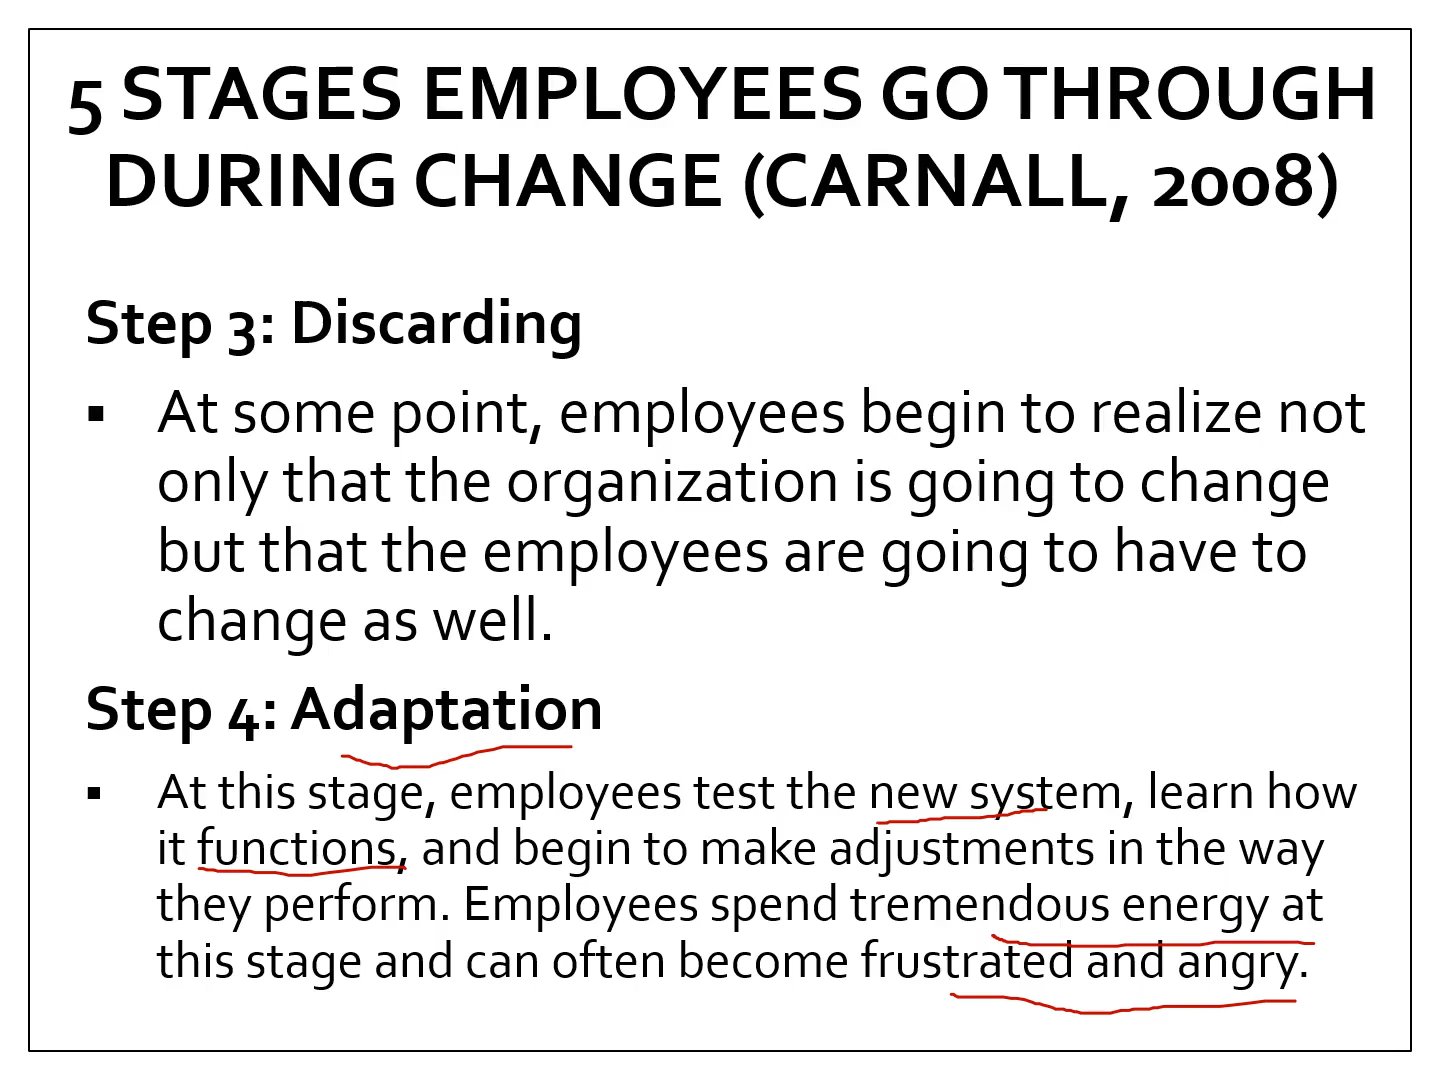 5 STAGES EMPLOYEES GO THROUGH
DURING CHANGE (CARNALL, 2008)
Step 3: Discarding
▪ At some point, employees begin to realize not
only that the organization is going to change
but that the employees are going to have to
change as well.
Step 4: Adaptation
▪ At this stage, employees test the new system, learn how
it functions, and begin to make adjustments in the way
they perform. Employees spend tremendous energy at
this stage and can often become frustrated and angry.